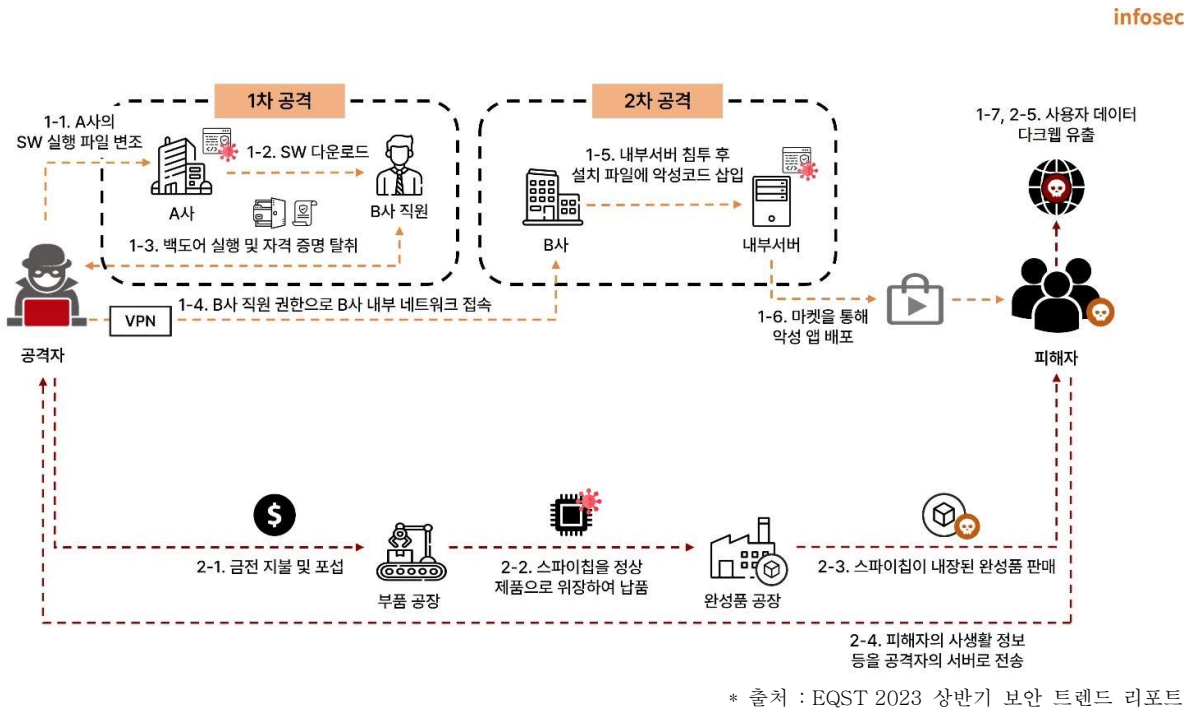 infosec
1차 공격
2차 공격
1-1. A사의
SW 실행 파일 변조
1-2. SW 다운로드
A사
B사 직원
1-3. 백도어 실행 및 자격 증명 탈취
1-5. 내부서버 침투 후
설치 파일에 악성코드 삽입
B사
내부서버
1-7, 2-5. 사용자 데이터
다크웹 유출
VPN
1-4. B사 직원 권한으로 B사 내부 네트워크 접속
1-6. 마켓을 통해
악성 앱 배포
공격자
피해자
$
2-1. 금전 지불 및 포섭
부품 공장
2-2. 스파이칩을 정상
제품으로 위장하여 납품
완성품 공장
2-3. 스파이칩이 내장된 완성품 판매
2-4. 피해자의 사생활 정보
등을 공격자의 서버로 전송
* 출처 : EQST 2023 상반기 보안 트렌드 리포트